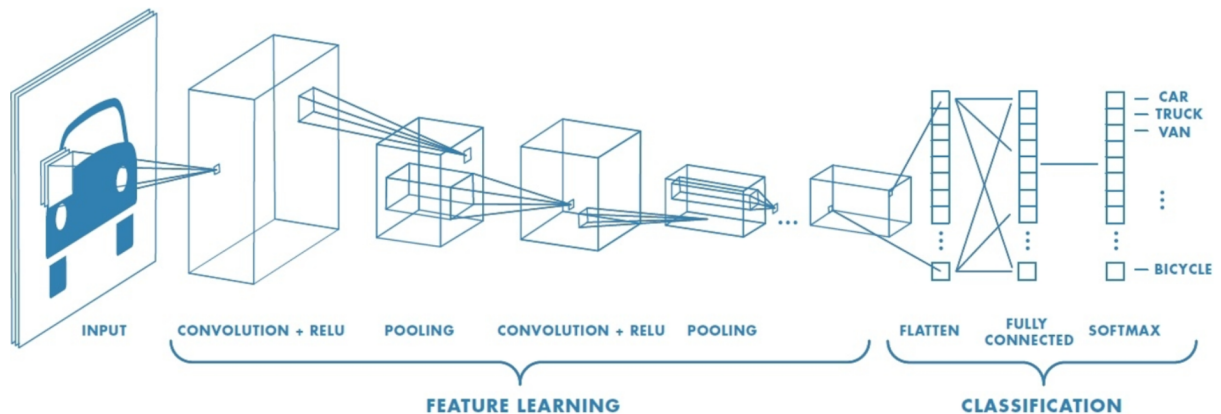 CAR
TRUCK
VAN
BICYCLE
INPUT
CONVOLUTION + RELU
POOLING
CONVOLUTION + RELU
POOLING
FLATTEN
FULLY
CONNECTED
SOFTMAX
FEATURE LEARNING
CLASSIFICATION